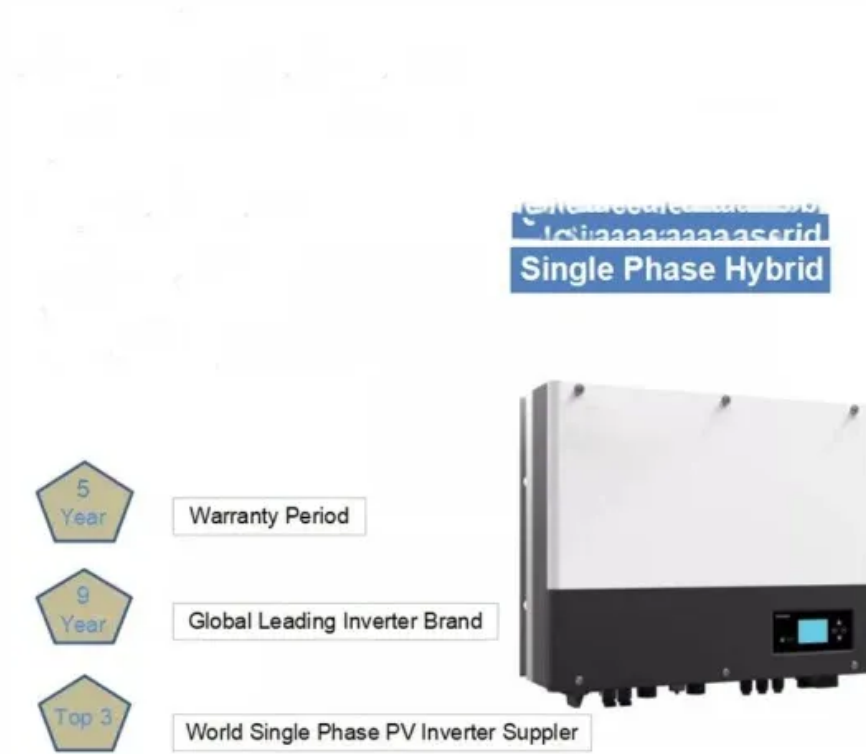 Single Phase Hybrid
5
Year
Warranty Period
9
Year
Global Leading Inverter Brand
Top 3
World Single Phase PV Inverter Suppler